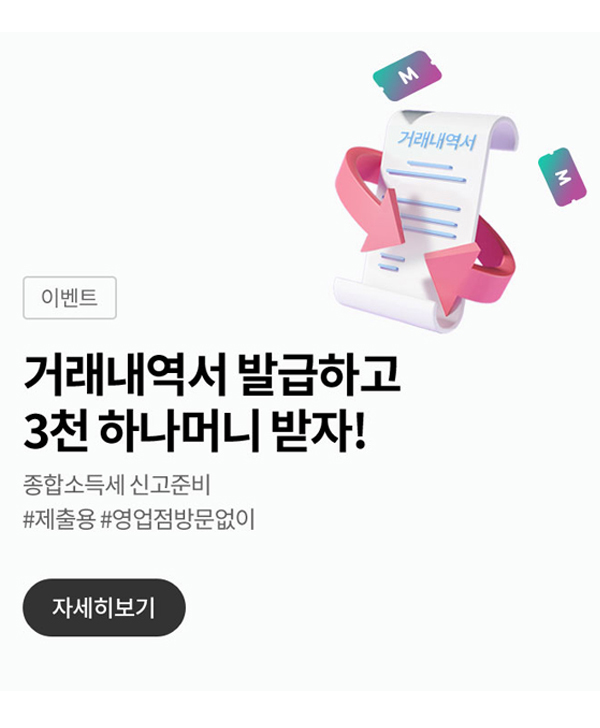 M
거래내역서
M
이벤트
거래내역서 발급하고
3천 하나머니 받자!
종합소득세 신고준비
#제출용 #영업점방문없이
자세히보기